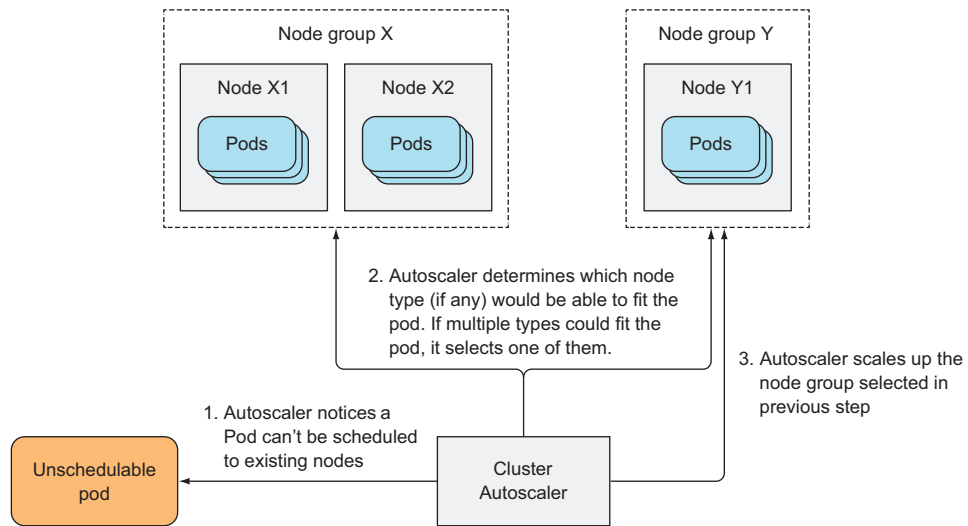 Node group X
Node group Y
Node X1
Node X2
Node Y1
Pods
Pods
Pods
2. Autoscaler determines which node
type (if any) would be able to fit the
pod. If multiple types could fit the
pod, it selects one of them.
3. Autoscaler scales up the
node group selected in
previous step
1. Autoscaler notices a
Pod can't be scheduled
to existing nodes
Unschedulable
pod
Cluster
Autoscaler